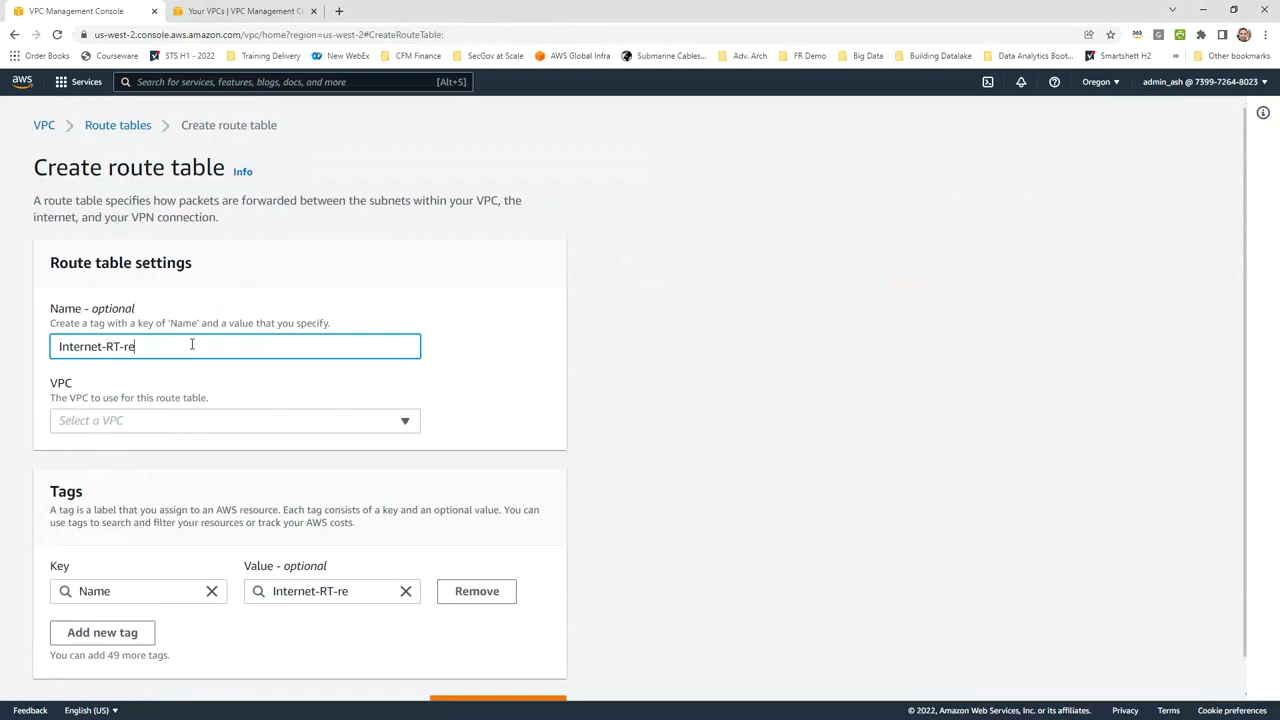 VPC Management Console
Your VPCs | VPC Management C
us-west-2.console.aws.amazon.com/vpc/home?region=us-west-2#CreateRouteTable:
Order Books
Courseware
STS H1 - 2022
Training Delivery
New WebEx
CFM Finance
SecGov at Scale
AWS Global Infra
Submarine Cables...
Adv. Arch
FR Demo
Big Data
Building Datalake
Data Analytics Boot...
Smartshett H2
»
Other bookmarks
aws
Services
Search for services, features, blogs, docs, and more
[Alt+S]
Oregon
admin_ash @ 7399-7264-8023
VPC
Route tables
Create route table
Create route table
Info
A route table specifies how packets are forwarded between the subnets within your VPC, the
internet, and your VPN connection.
Route table settings
Name - optional
Create a tag with a key of 'Name' and a value that you specify.
Internet-RT-re
VPC
The VPC to use for this route table.
Select a VPC
Tags
A tag is a label that you assign to an AWS resource. Each tag consists of a key and an optional value. You can
use tags to search and filter your resources or track your AWS costs.
Key
Value - optional
Name
Internet-RT-re
Remove
Add new tag
You can add 49 more tags.
Feedback
English (US)
© 2022, Amazon Web Services, Inc. or its affiliates.
Privacy
Terms
Cookie preferences